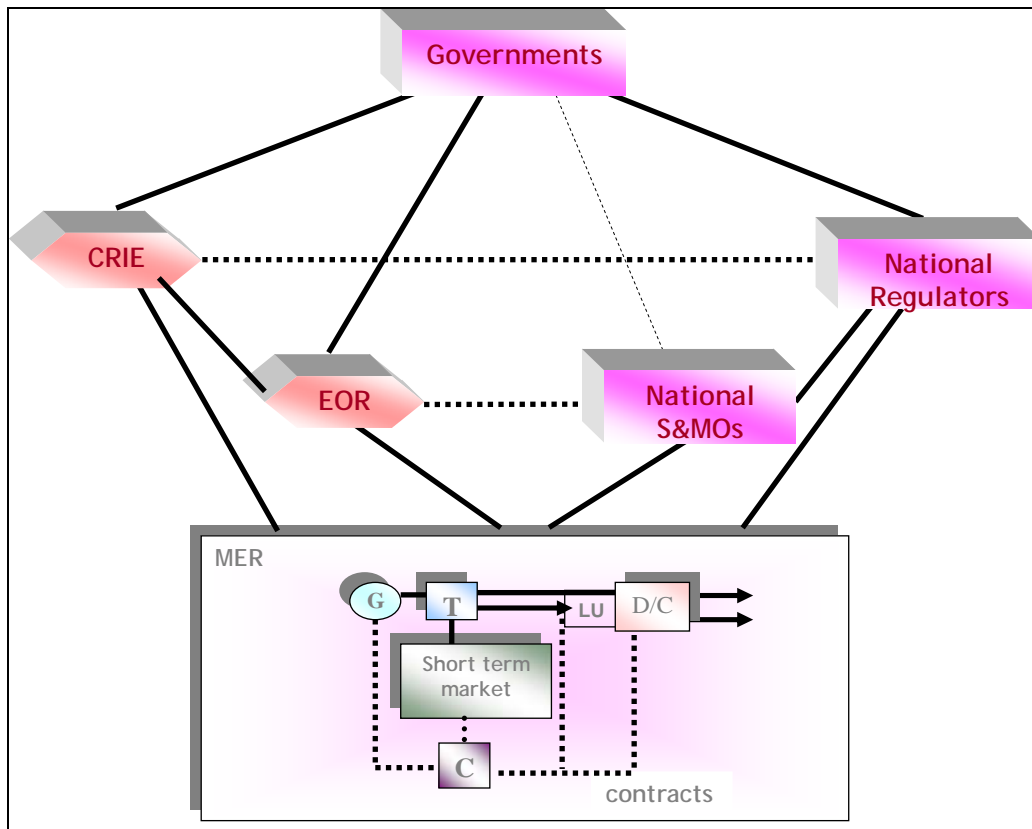 Governments
CRIE
National
Regulators
EOR
National
S&MOs
MER
G
T
LU
D/C
Short term
market
C
contracts